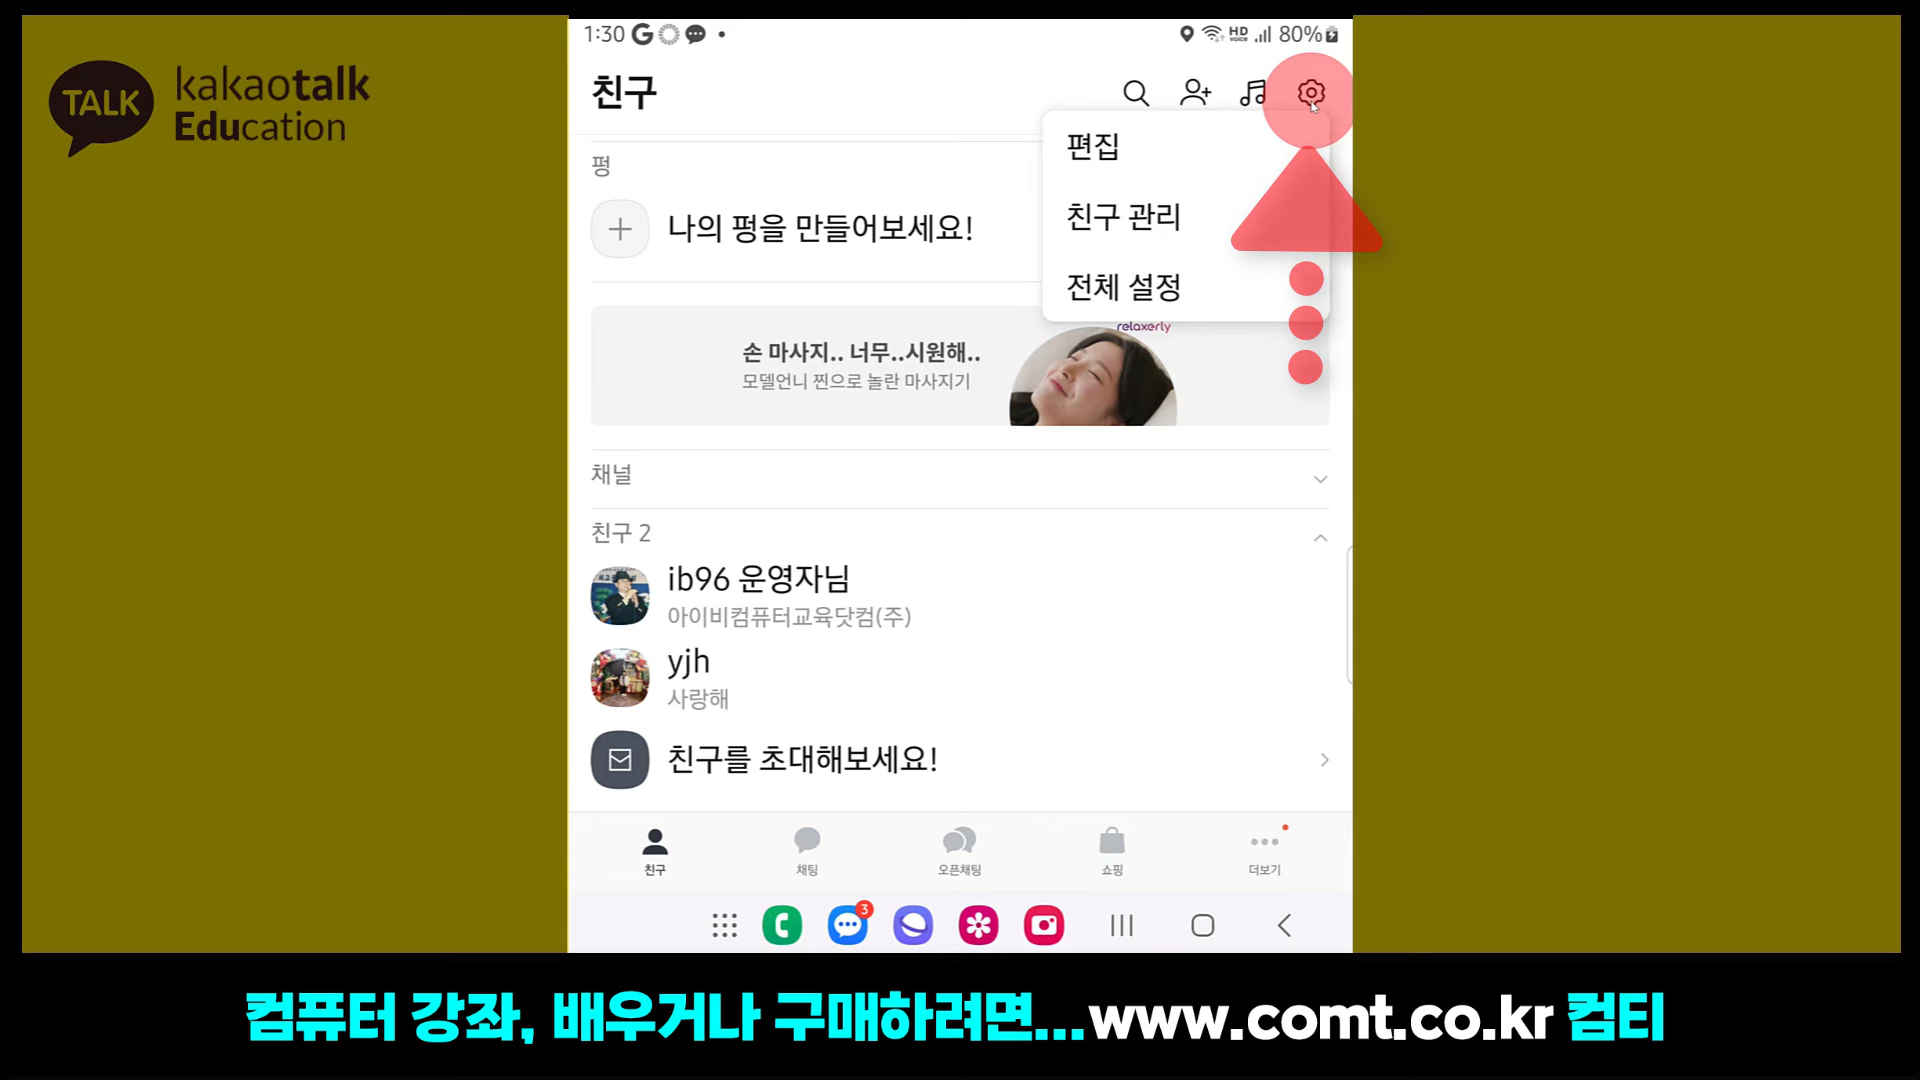 TALK
kakaotalk
Education
1:30
HD
voice
80%
친구
편집
친구 관리
전체 설정
펑
나의 펑을 만들어보세요!
relaxerly
손 마사지.. 너무..시원해..
모델언니 찐으로 놀란 마사지기
채널
친구 2
ib96 운영자님
아이비컴퓨터교육닷컴(주)
yjh
사랑해
친구를 초대해보세요!
친구
채팅
오픈채팅
쇼핑
더보기
3
컴퓨터 강좌, 배우거나 구매하려면...www.comt.co.kr 컴티